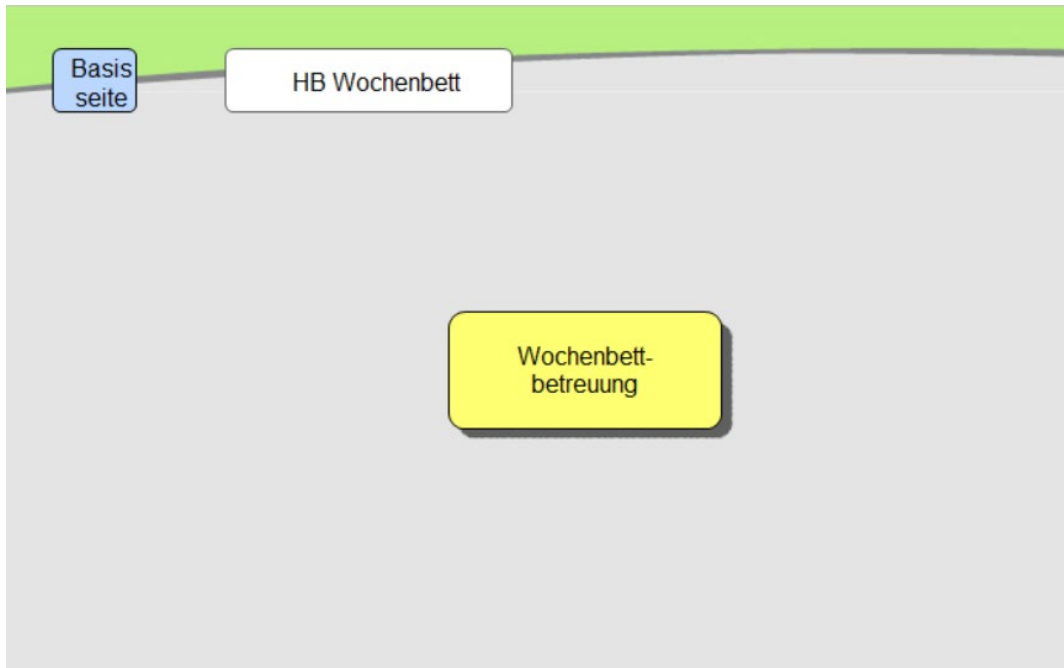 Basis
seite
HB Wochenbett
Wochenbett-
betreuung